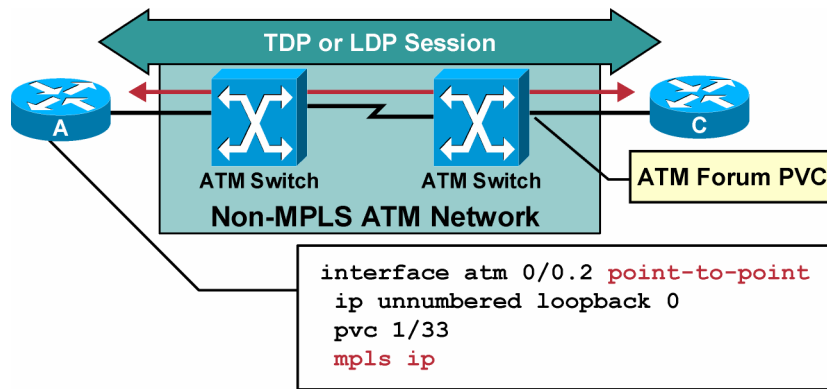 TDP or LDP Session
A
C
ATM Switch
ATM Switch
ATM Forum PVC
Non-MPLS ATM Network
interface atm 0/0.2 point-to-point
ip unnumbered loopback 0
pvc 1/33
mpls ip